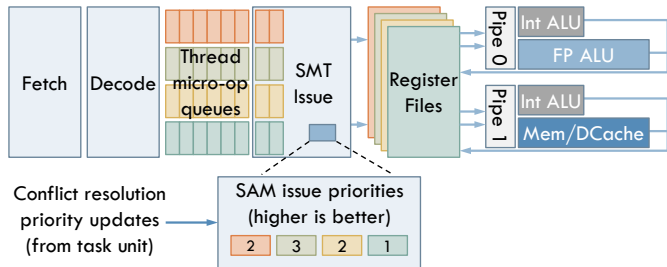 Fetch
Decode
Thread
micro-op
queues
SMT
Issue
Register
Files
Pipe 0
Int ALU
FP ALU
Pipe 1
Int ALU
Mem/DCache
Conflict resolution
priority updates
(from task unit)
SAM issue priorities
(higher is better)
2 3 2 1